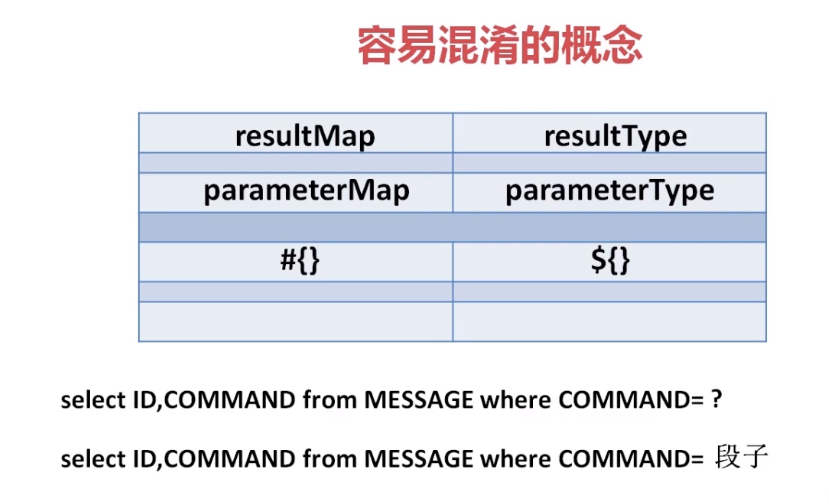 容易混淆的概念
resultMap resultType
parameterMap parameterType
#{} ${}
select ID,COMMAND from MESSAGE where COMMAND= ?
select ID,COMMAND from MESSAGE where COMMAND= 段子